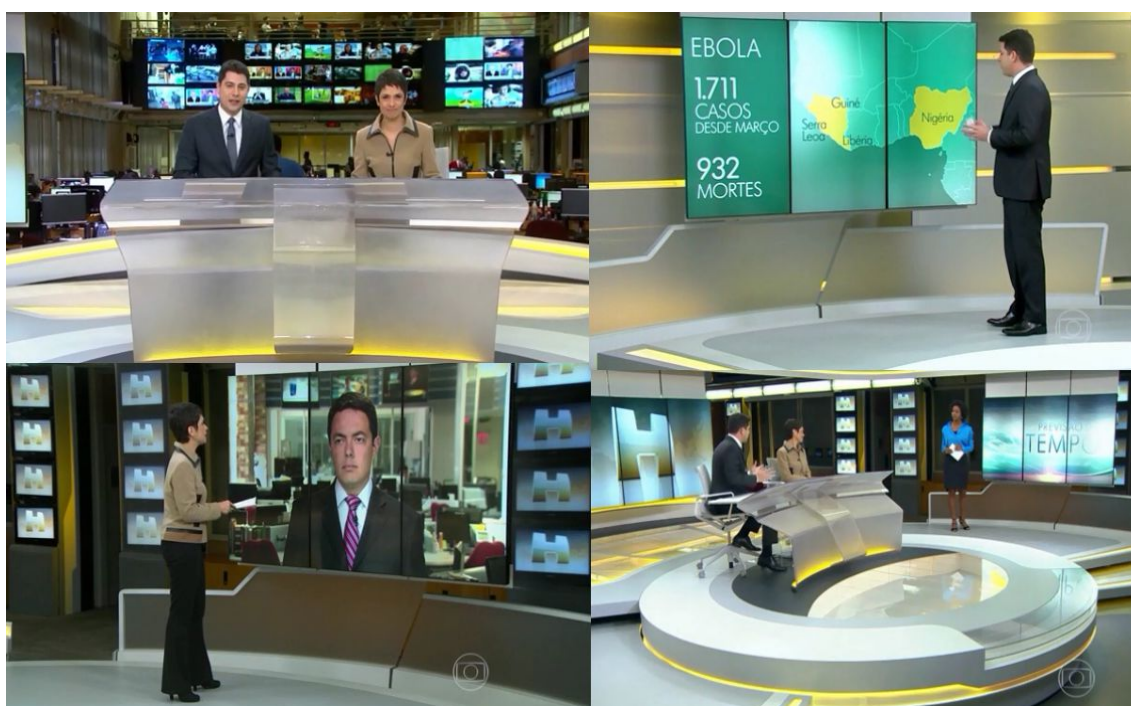 EBOLA
1.711
CASOS
DESDE MARÇO
932
MORTES
Guiné
Serra
Leoa
Libéria
Nigéria
H
H
PREVISÃO
TEMPO